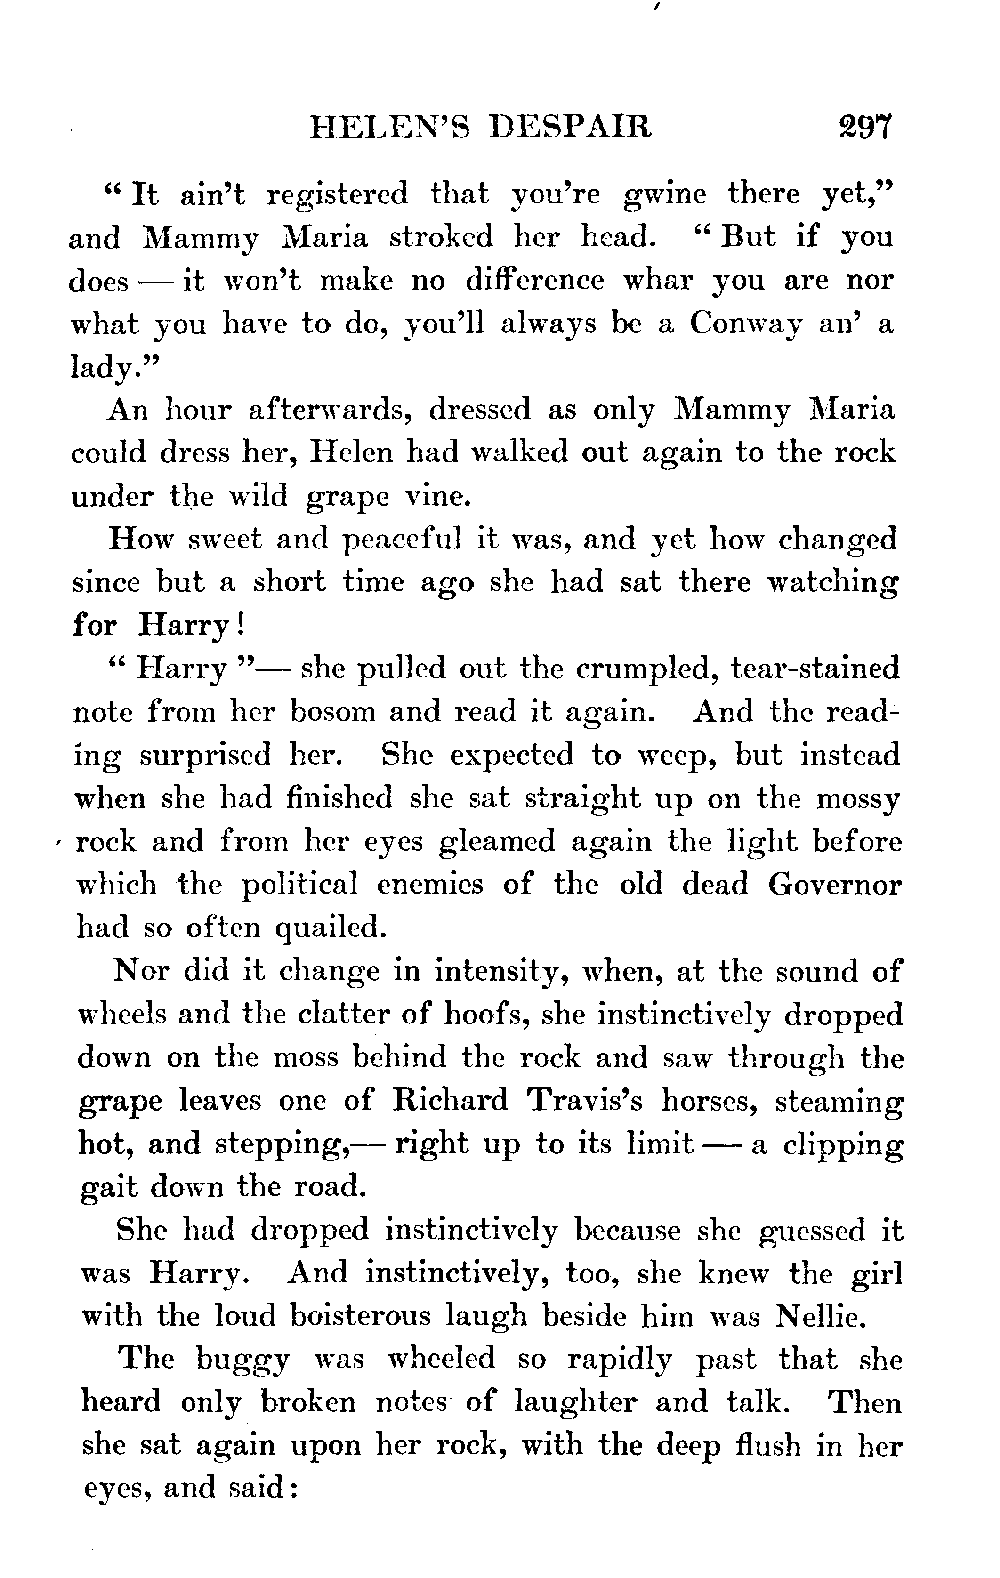 HELEN'S DESPAIR 297
" It ain't registered that you're gwine there yet,"
and Mammy Maria stroked her head. " But if you
does — it won't make no difference whar you are nor
what you have to do, you'll always be a Conway an' a
lady."
An hour afterwards, dressed as only Mammy Maria
could dress her, Helen had walked out again to the rock
under the wild grape vine.
How sweet and peaceful it was, and yet how changed
since but a short time ago she had sat there watching
for Harry!
" Harry "— she pulled out the crumpled, tear-stained
note from her bosom and read it again. And the read-
ing surprised her. She expected to weep, but instead
when she had finished she sat straight up on the mossy
rock and from her eyes gleamed again the light before
which the political enemies of the old dead Governor
had so often quailed.
Nor did it change in intensity, when, at the sound of
wheels and the clatter of hoofs, she instinctively dropped
down on the moss behind the rock and saw through the
grape leaves one of Richard Travis's horses, steaming
hot, and stepping,— right up to its limit — a clipping
gait down the road.
She had dropped instinctively because she guessed it
was Harry. And instinctively, too, she knew the girl
with the loud boisterous laugh beside him was Nellie.
The buggy was wheeled so rapidly past that she
heard only broken notes of laughter and talk. Then
she sat again upon her rock, with the deep flush in her
eyes, and said: